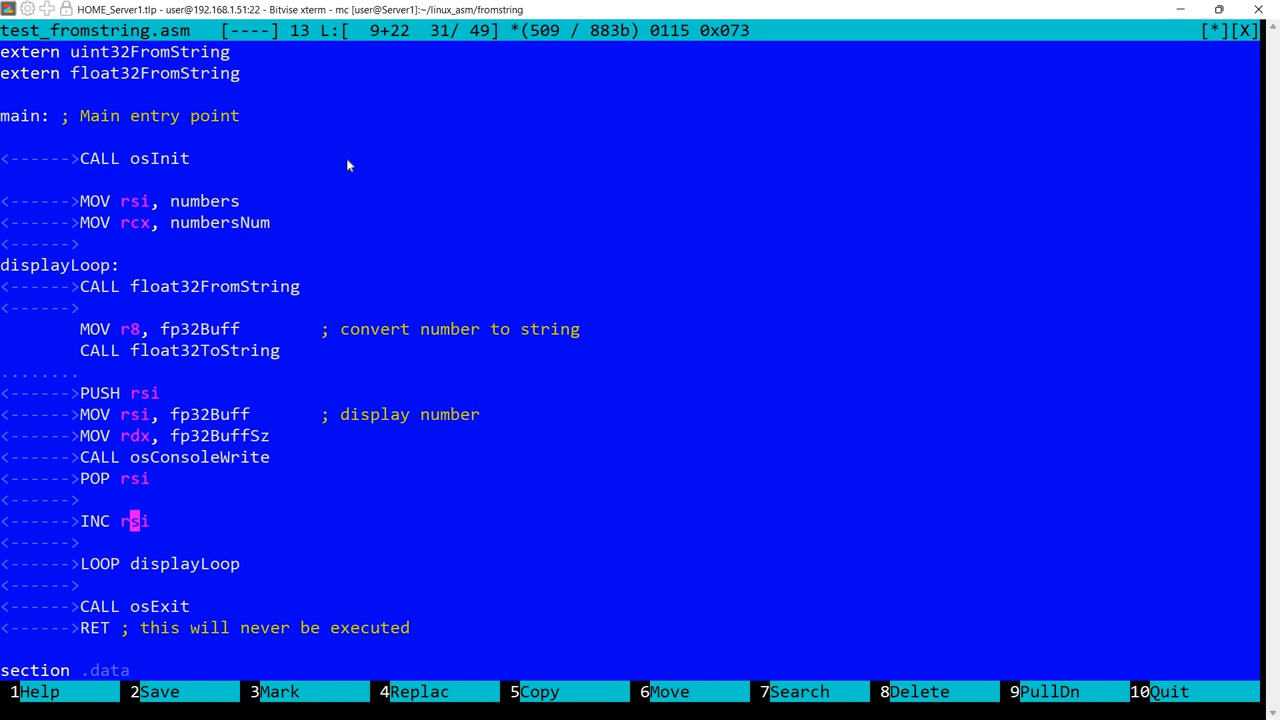 HOME_Server1.tlp - user@192.168.1.51:22 - Bitvise xterm - mc [user@Server1]:~/linux_asm/fromstring
test_fromstring.asm   [----] 13 L:[  9+22  31/ 49] *(509 / 883b) 0115 0x073   [*][X]
extern uint32FromString
extern float32FromString
main: ; Main entry point
<------>CALL osInit
<------>MOV rsi, numbers
<------>MOV rcx, numbersNum
<------>
displayLoop:
<------>CALL float32FromString
<------>
        MOV r8, fp32Buff        ; convert number to string
        CALL float32ToString
........
<------>PUSH rsi
<------>MOV rsi, fp32Buff       ; display number
<------>MOV rdx, fp32BuffSz
<------>CALL osConsoleWrite
<------>POP rsi
<------>
<------>INC rsi
<------>
<------>LOOP displayLoop
<------>
<------>CALL osExit
<------>RET ; this will never be executed
section .data
1Help 2Save 3Mark 4Replac 5Copy 6Move 7Search 8Delete 9PullDn 10Quit